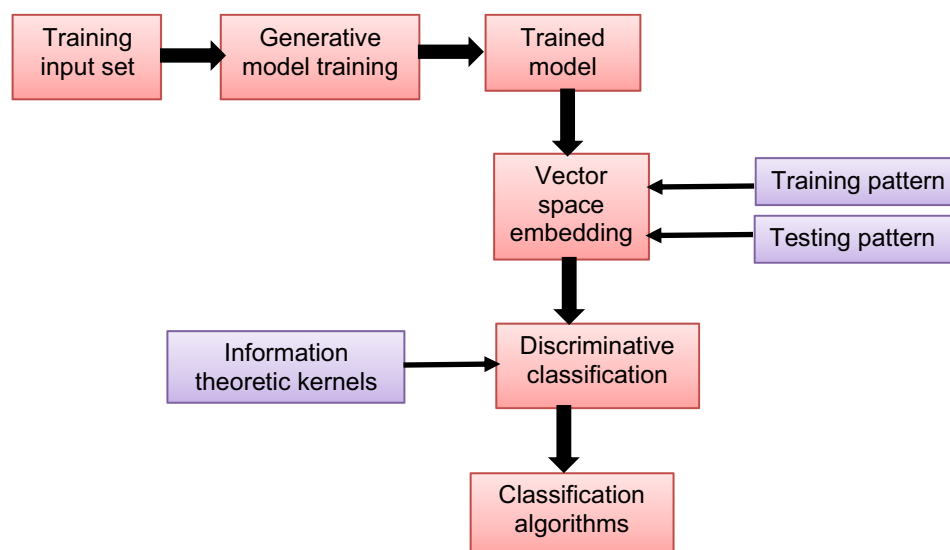 Training
input set
Generative
model training
Trained
model
Vector
space
embedding
Training pattern
Testing pattern
Information
theoretic kernels
Discriminative
classification
Classification
algorithms